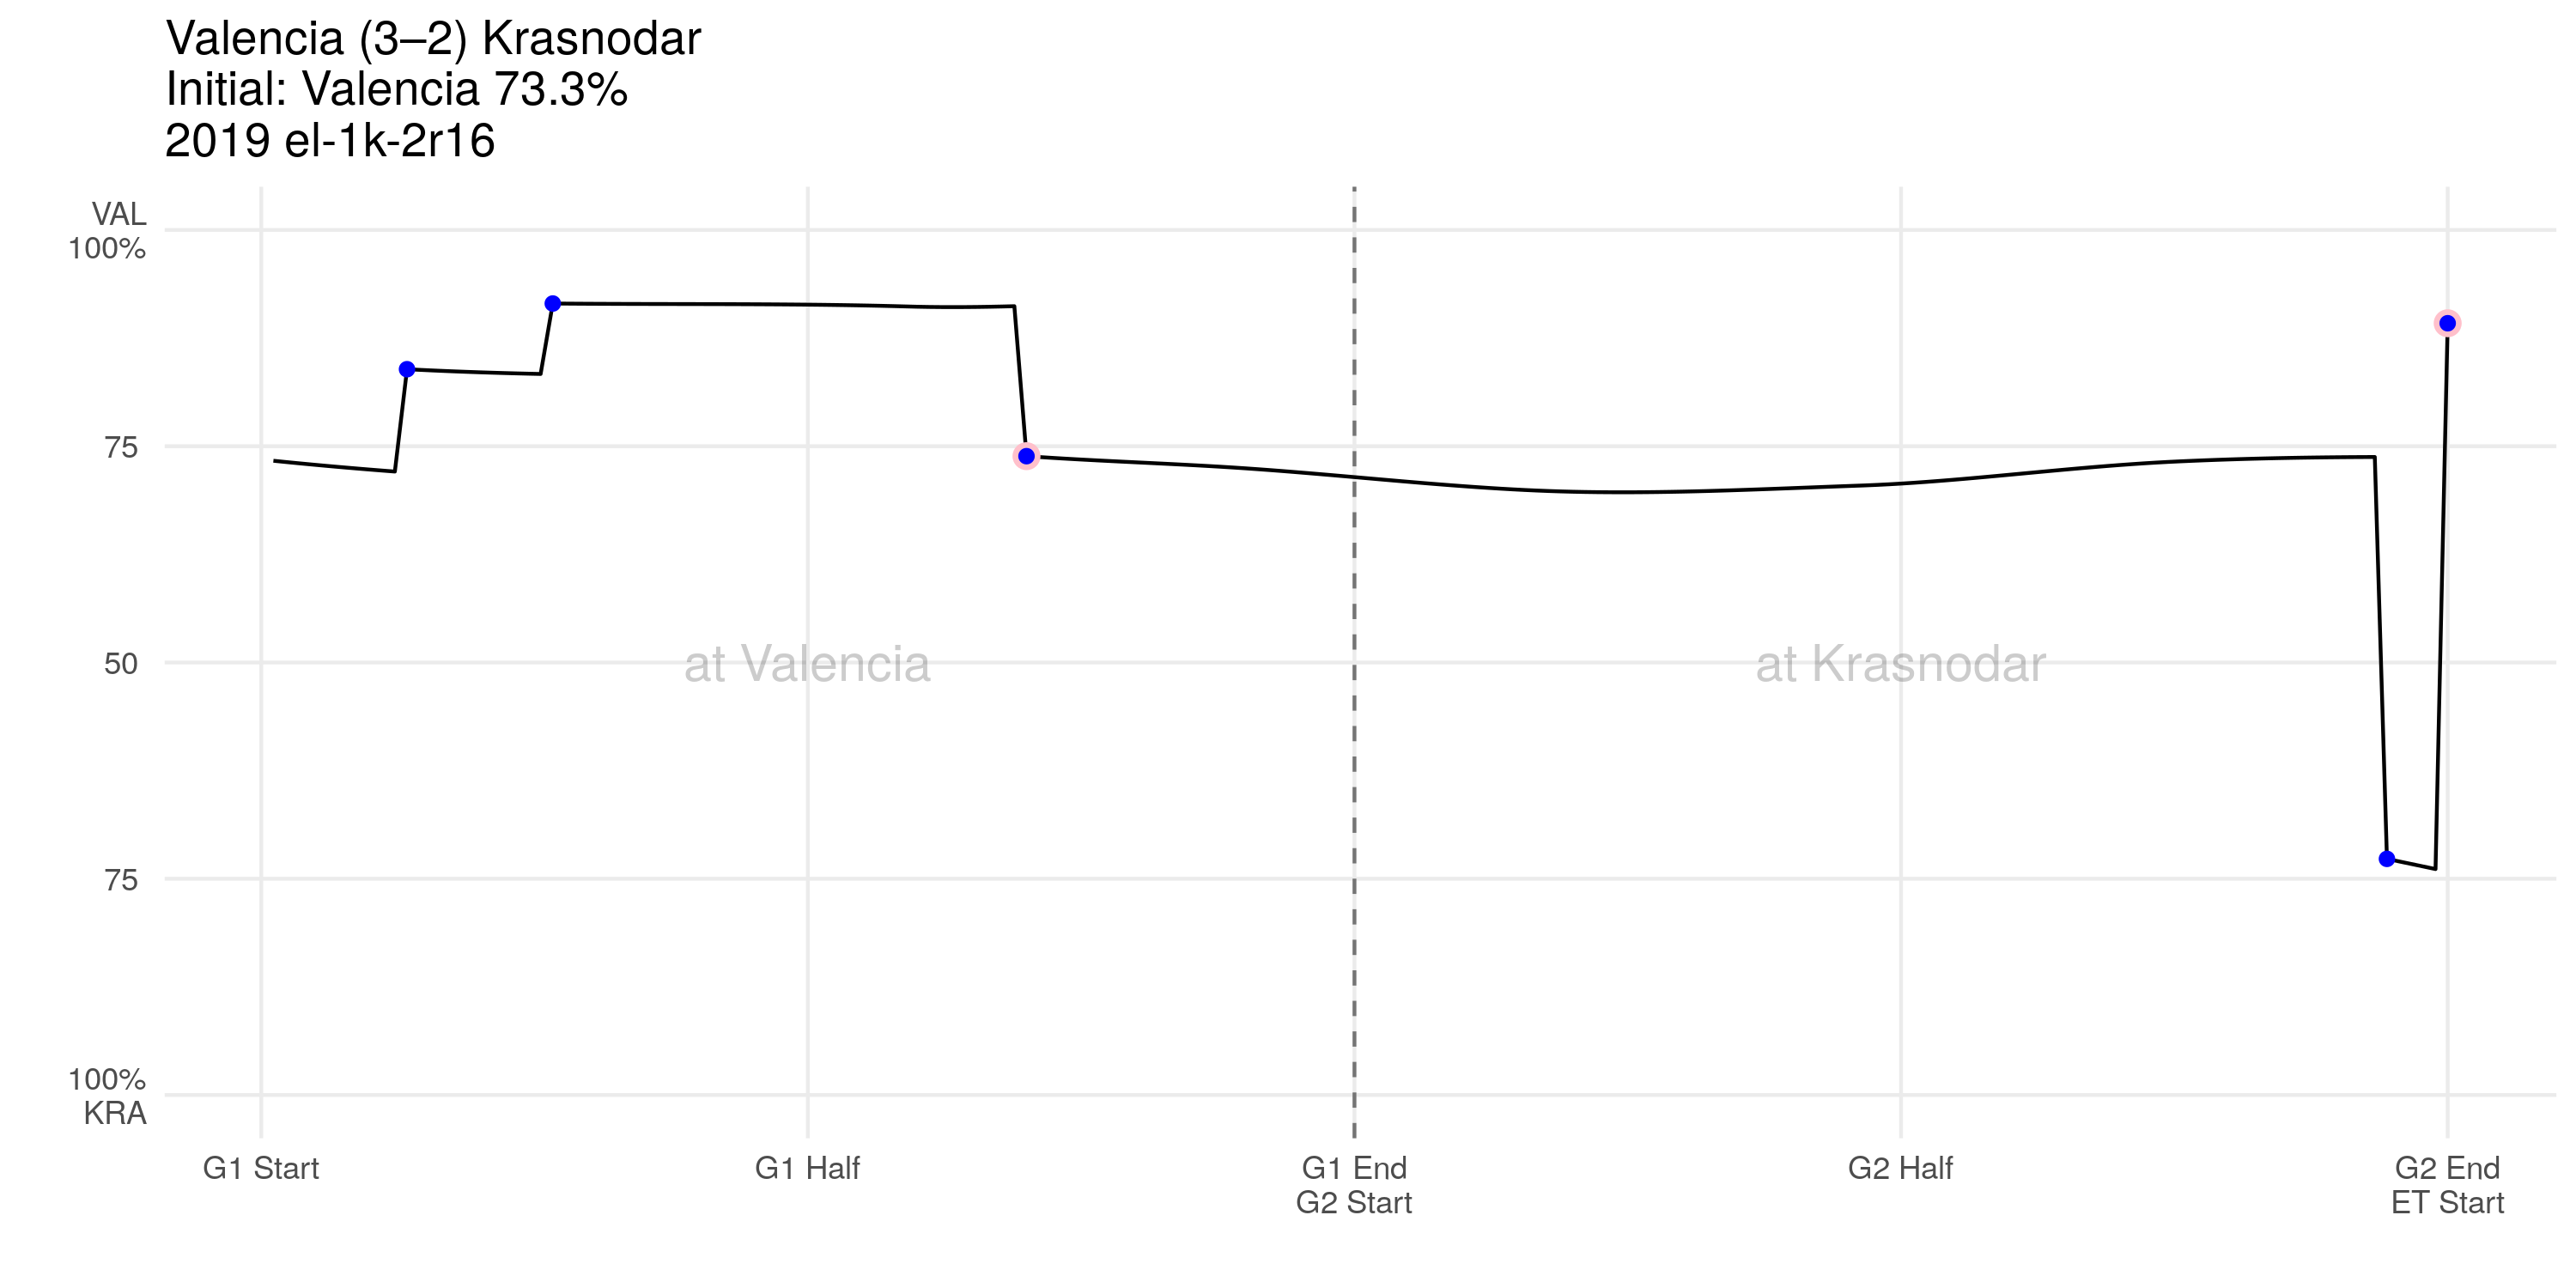 Valencia (3–2) Krasnodar
Initial: Valencia 73.3%
2019 el-1k-2r16
VAL
100%
75
50
75
100%
KRA
at Valencia
at Krasnodar
G1 Start
G1 Half
G1 End
G2 Start
G2 Half
G2 End
ET Start